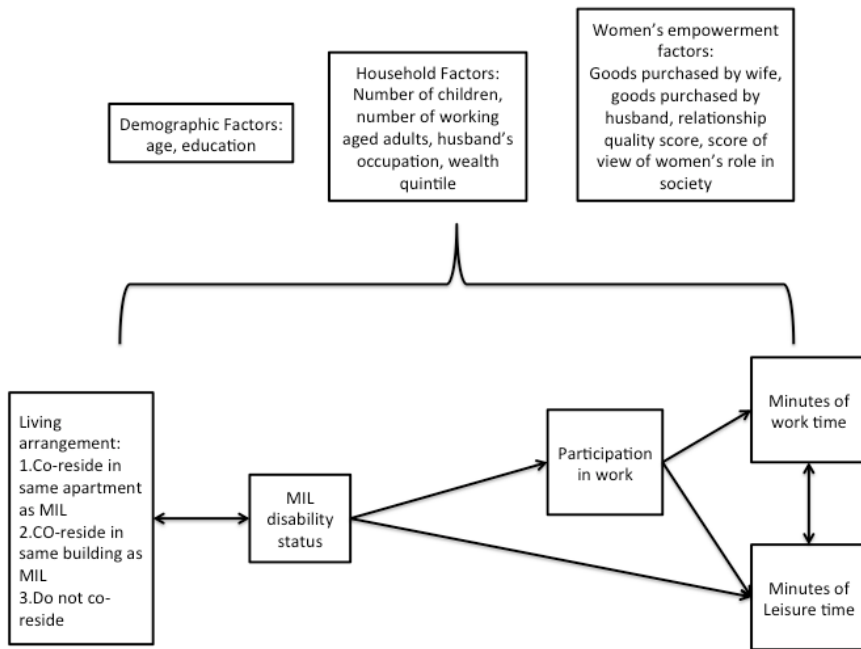 Demographic Factors:
age, education
Household Factors:
Number of children,
number of working
aged adults, husband's
occupation, wealth
quintile
Women's empowerment
factors:
Goods purchased by wife,
goods purchased by
husband, relationship
quality score, score of
view of women's role in
society
Living
arrangement:
1.Co-reside in
same apartment
as MIL
2.CO-reside in
same building as
MIL
3.Do not co-
reside
MIL
disability
status
Participation
in work
Minutes of
work time
Minutes of
Leisure time